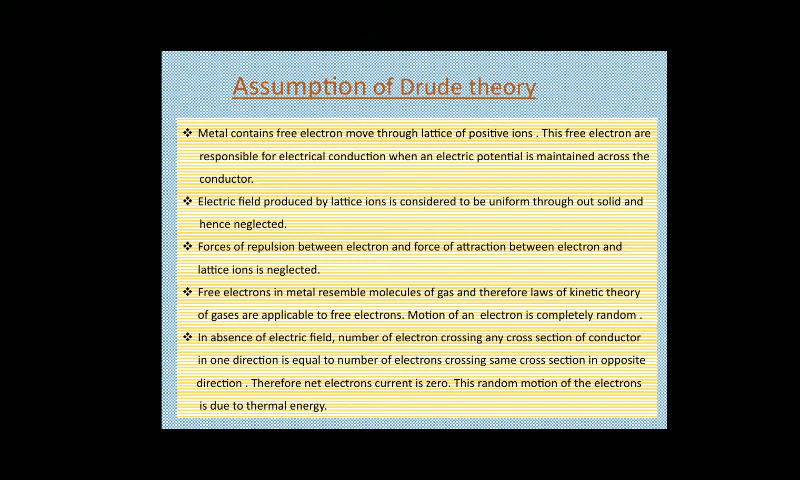 Assumption of Drude theory
❖ Metal contains free electron move through lattice of positive ions . This free electron are
responsible for electrical conduction when an electric potential is maintained across the
conductor.
❖ Electric field produced by lattice ions is considered to be uniform through out solid and
hence neglected.
❖ Forces of repulsion between electron and force of attraction between electron and
lattice ions is neglected.
❖ Free electrons in metal resemble molecules of gas and therefore laws of kinetic theory
of gases are applicable to free electrons. Motion of an electron is completely random .
❖ In absence of electric field, number of electron crossing any cross section of conductor
in one direction is equal to number of electrons crossing same cross section in opposite
direction . Therefore net electrons current is zero. This random motion of the electrons
is due to thermal energy.